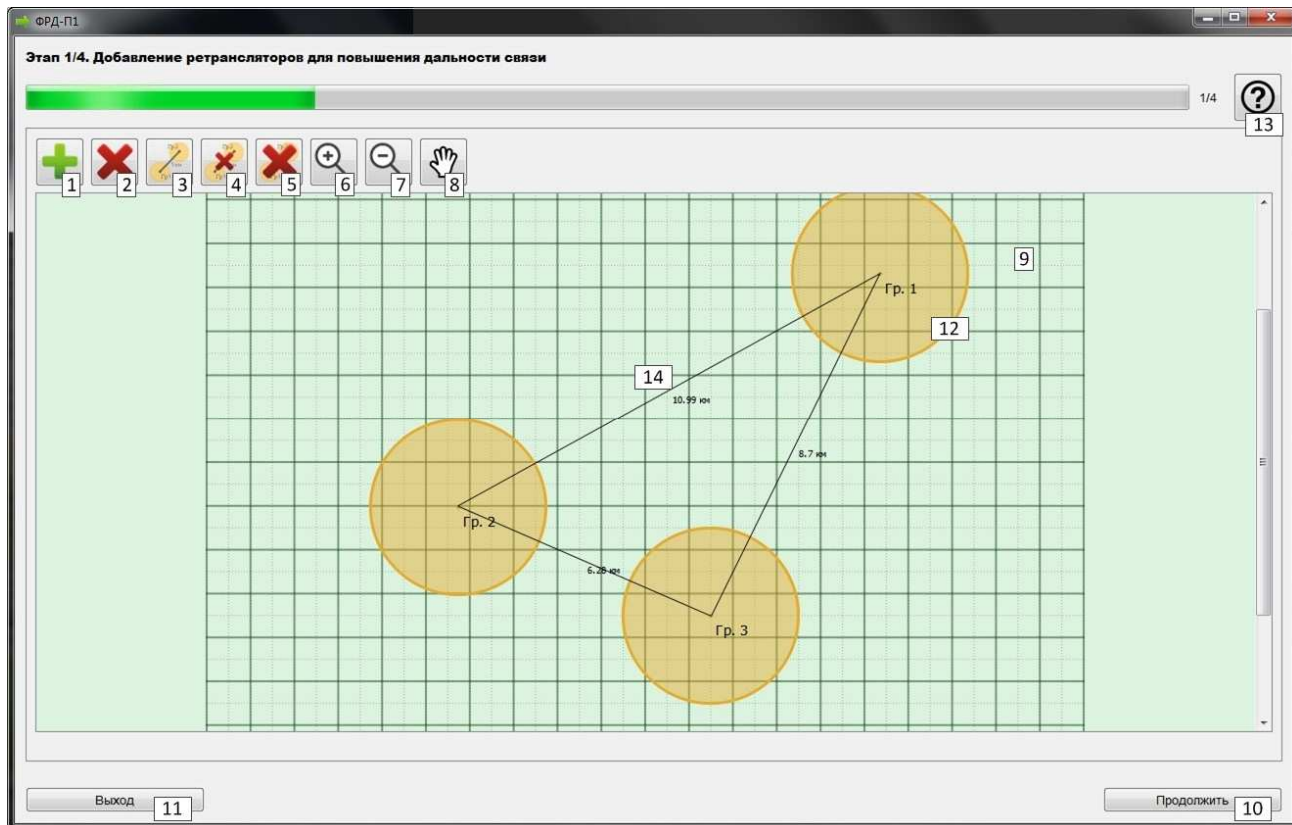 ФРД-П1
Этап 1/4. Добавление ретрансляторов для повышения дальности связи
1/4
13
1 2 3 4 5 6 7 8
9
Гр. 1
12
14
10.99 км
8.7 км
Гр. 2
6.28 км
Гр. 3
Выход 11
Продолжить 10